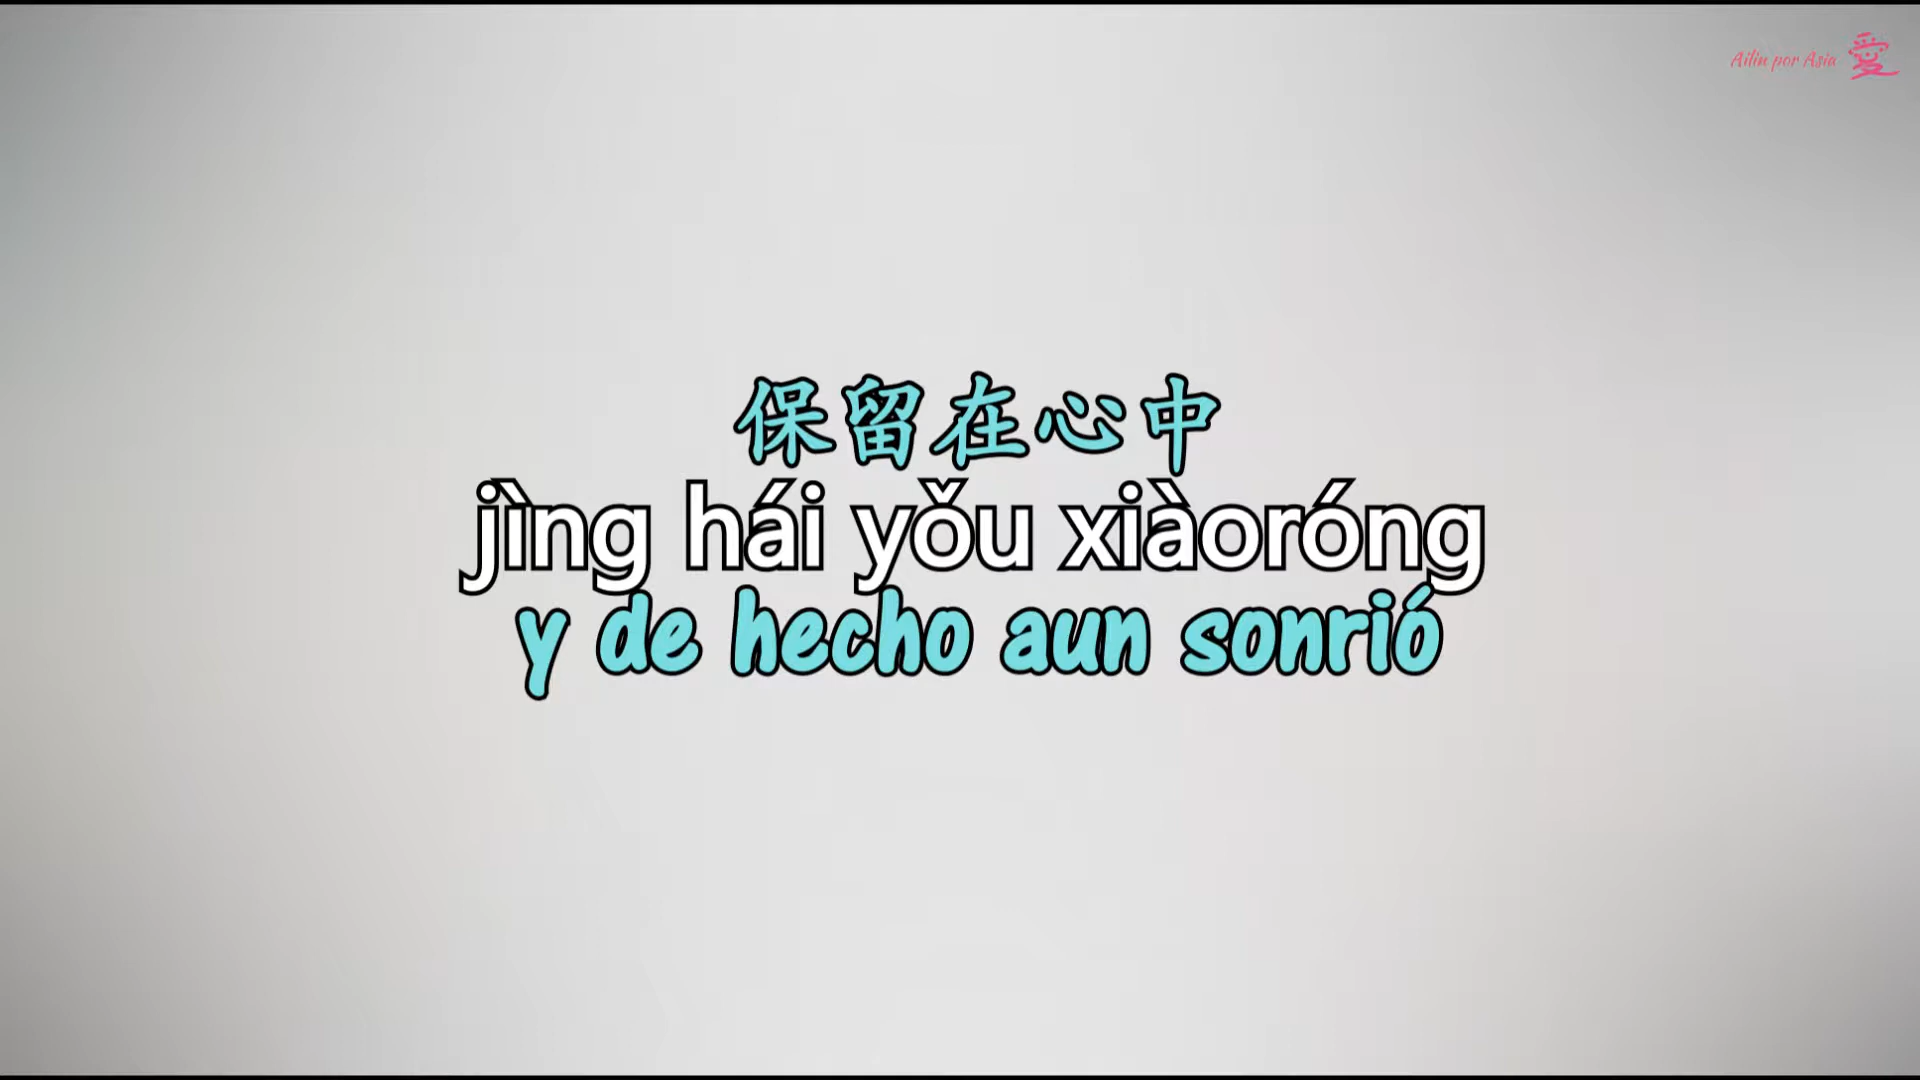 Ailin por Asia 愛
保留在心中
jìng hái yǒu xiàoróng
y de hecho aun sonrió